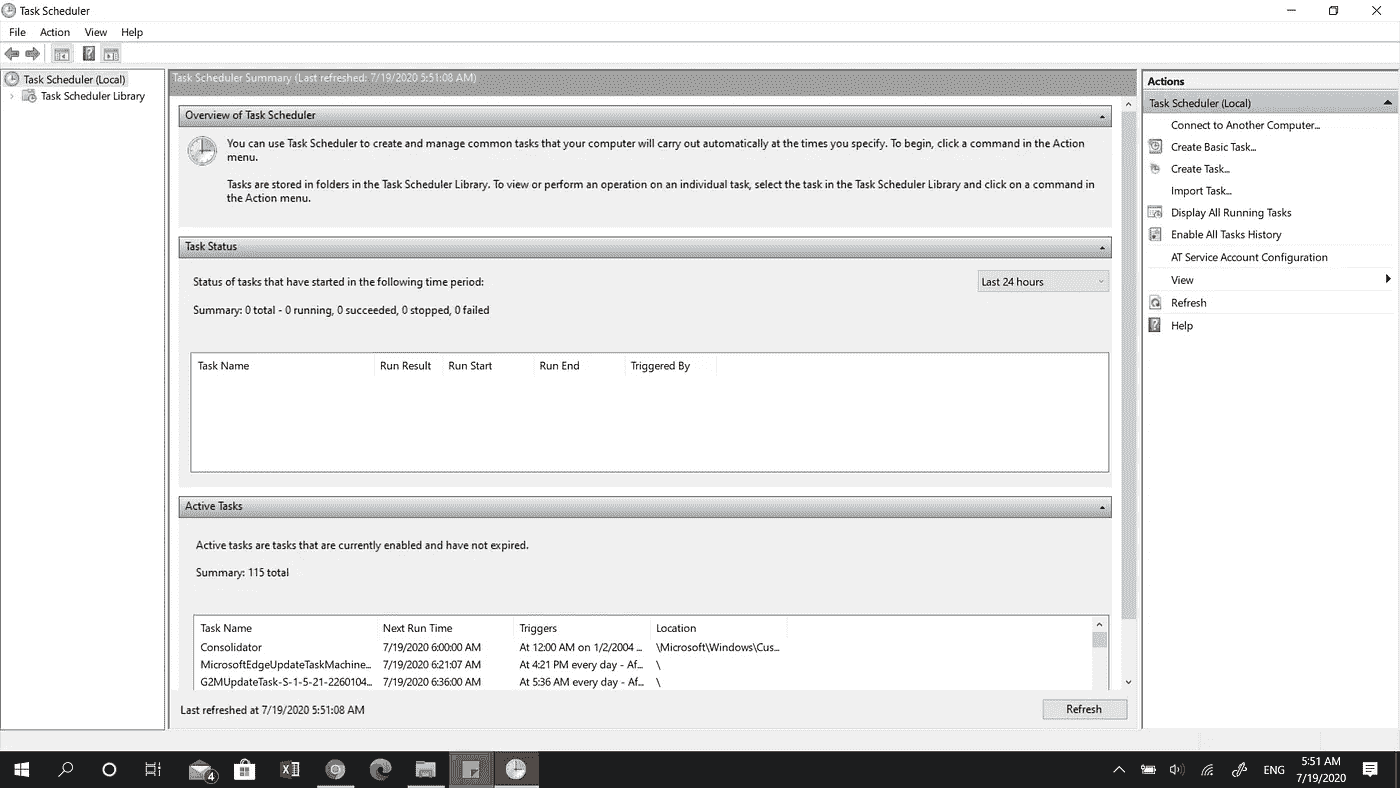 Task Scheduler
File Action View Help
Task Scheduler (Local)
Task Scheduler Library
Task Scheduler Summary (Last refreshed: 7/19/2020 5:51:08 AM)
Overview of Task Scheduler
You can use Task Scheduler to create and manage common tasks that your computer will carry out automatically at the times you specify. To begin, click a command in the Action
menu.
Tasks are stored in folders in the Task Scheduler Library. To view or perform an operation on an individual task, select the task in the Task Scheduler Library and click on a command in
the Action menu.
Task Status
Status of tasks that have started in the following time period:
Last 24 hours
Summary: 0 total - 0 running, 0 succeeded, 0 stopped, 0 failed
Task Name Run Result Run Start Run End Triggered By
Active Tasks
Active tasks are tasks that are currently enabled and have not expired.
Summary: 115 total
Task Name Next Run Time Triggers Location
Consolidator 7/19/2020 6:00:00 AM At 12:00 AM on 1/2/2004 ... \Microsoft\Windows\Cus...
MicrosoftEdgeUpdateTaskMachine... 7/19/2020 6:21:07 AM At 4:21 PM every day - Af... \
G2MUpdateTask-S-1-5-21-2260104... 7/19/2020 6:36:00 AM At 5:36 AM every day - Af... \
Last refreshed at 7/19/2020 5:51:08 AM
Refresh
Actions
Task Scheduler (Local)
Connect to Another Computer...
Create Basic Task...
Create Task...
Import Task...
Display All Running Tasks
Enable All Tasks History
AT Service Account Configuration
View
Refresh
Help
4
ENG
5:51 AM
7/19/2020